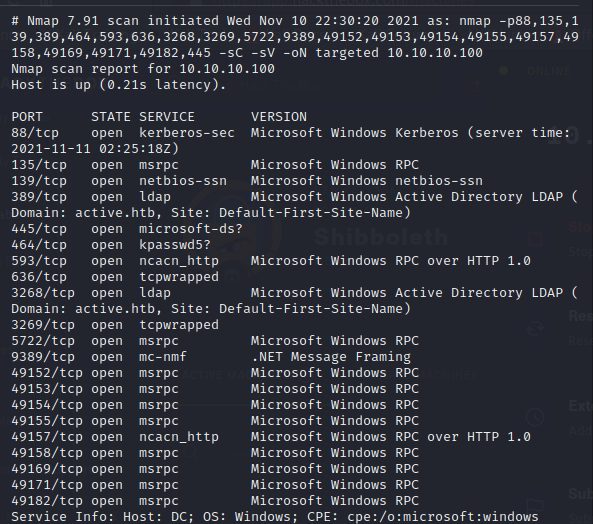 # Nmap 7.91 scan initiated Wed Nov 10 22:30:20 2021 as: nmap -p88,135,1
39,389,464,593,636,3268,3269,5722,9389,49152,49153,49154,49155,49157,49
158,49169,49171,49182,445 -sC -sV -oN targeted 10.10.10.100
Nmap scan report for 10.10.10.100
Host is up (0.21s latency).
PORT STATE SERVICE VERSION
88/tcp open kerberos-sec Microsoft Windows Kerberos (server time:
2021-11-11 02:25:18Z)
135/tcp open msrpc Microsoft Windows RPC
139/tcp open netbios-ssn Microsoft Windows netbios-ssn
389/tcp open ldap Microsoft Windows Active Directory LDAP (
Domain: active.htb, Site: Default-First-Site-Name)
445/tcp open microsoft-ds?
464/tcp open kpasswd5?
593/tcp open ncacn_http Microsoft Windows RPC over HTTP 1.0
636/tcp open tcpwrapped
3268/tcp open ldap Microsoft Windows Active Directory LDAP (
Domain: active.htb, Site: Default-First-Site-Name)
3269/tcp open tcpwrapped
5722/tcp open msrpc Microsoft Windows RPC
9389/tcp open mc-nmf .NET Message Framing
49152/tcp open msrpc Microsoft Windows RPC
49153/tcp open msrpc Microsoft Windows RPC
49154/tcp open msrpc Microsoft Windows RPC
49155/tcp open msrpc Microsoft Windows RPC
49157/tcp open ncacn_http Microsoft Windows RPC over HTTP 1.0
49158/tcp open msrpc Microsoft Windows RPC
49169/tcp open msrpc Microsoft Windows RPC
49171/tcp open msrpc Microsoft Windows RPC
49182/tcp open msrpc Microsoft Windows RPC
Service Info: Host: DC; OS: Windows; CPE: cpe:/o:microsoft:windows
ONLINE
Shibboleth